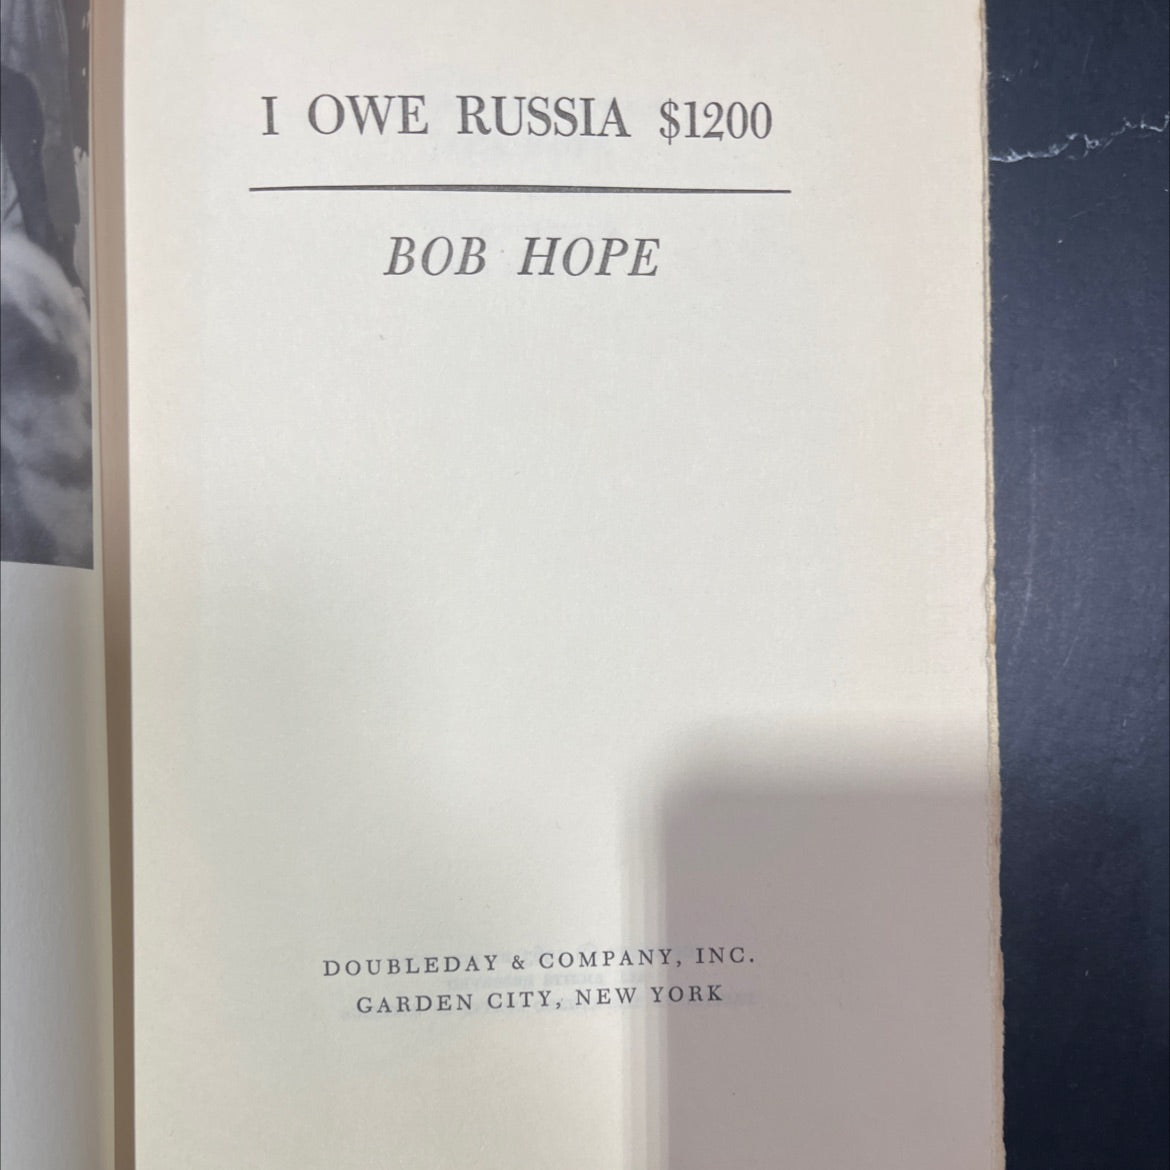 I OWE RUSSIA $1200
BOB HOPE
DOUBLEDAY & COMPANY, INC.
GARDEN CITY, NEW YORK